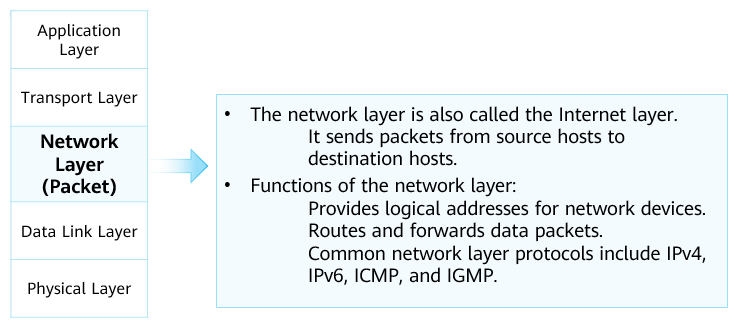 Application
Layer
Transport Layer
Network
Layer
(Packet)
Data Link Layer
Physical Layer
• The network layer is also called the Internet layer.
It sends packets from source hosts to
destination hosts.
• Functions of the network layer:
Provides logical addresses for network devices.
Routes and forwards data packets.
Common network layer protocols include IPv4,
IPv6, ICMP, and IGMP.